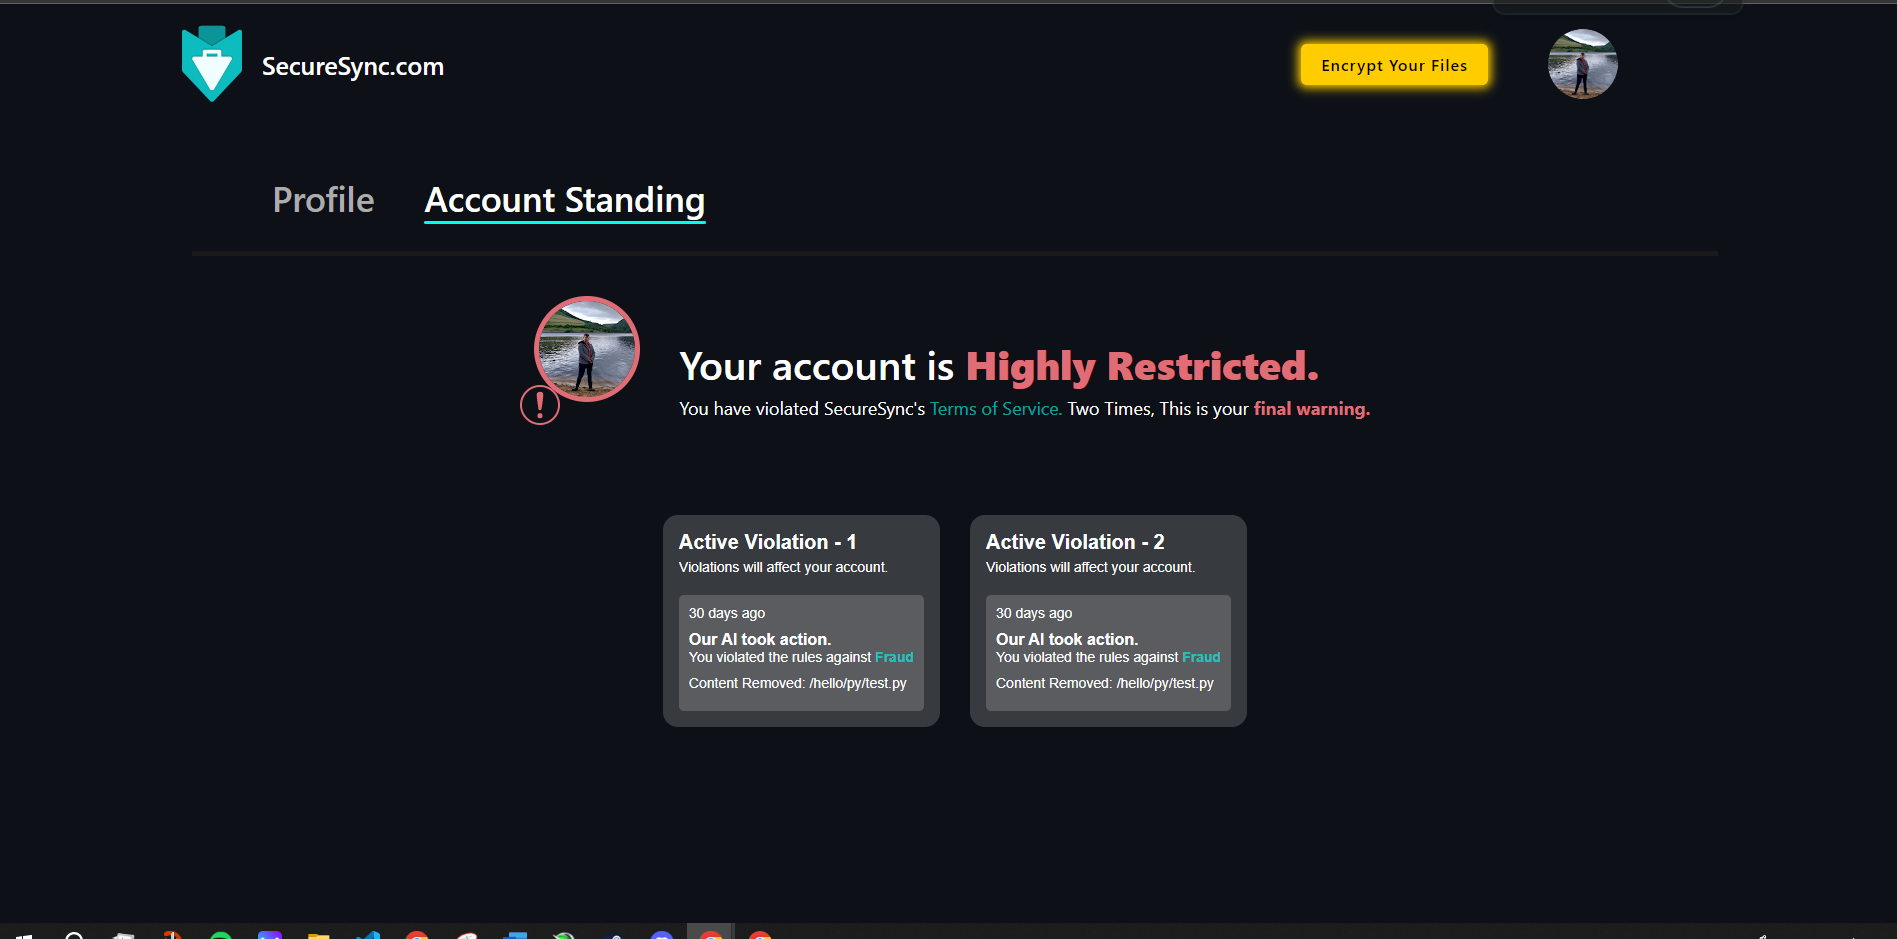 SecureSync.com
Encrypt Your Files
Profile
Account Standing
Your account is Highly Restricted.
You have violated SecureSync's Terms of Service. Two Times, This is your final warning.
Active Violation - 1
Violations will affect your account.
30 days ago
Our AI took action.
You violated the rules against Fraud
Content Removed: /hello/py/test.py
Active Violation - 2
Violations will affect your account.
30 days ago
Our AI took action.
You violated the rules against Fraud
Content Removed: /hello/py/test.py